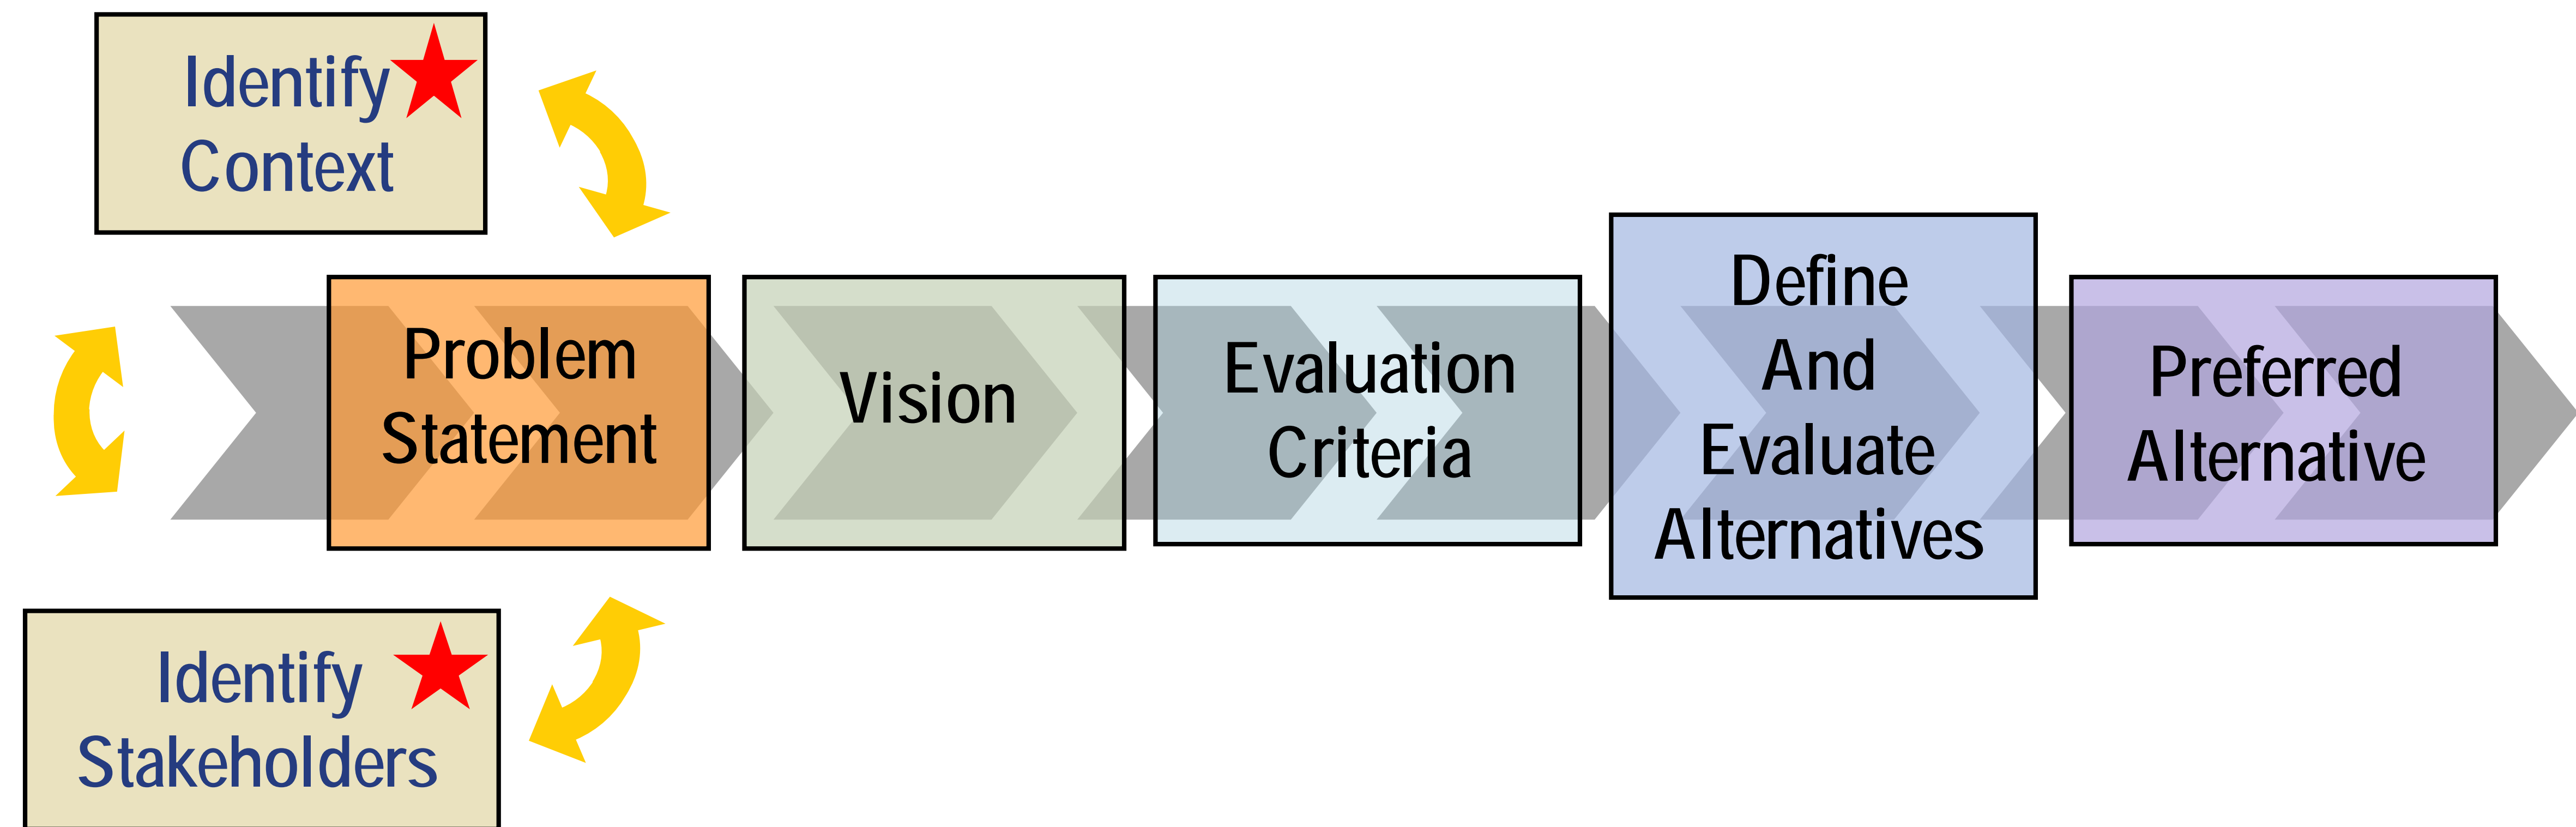 Identify
Context
Problem
Statement
Vision
Evaluation
Criteria
Define
And
Evaluate
Alternatives
Preferred
Alternative
Identify
Stakeholders